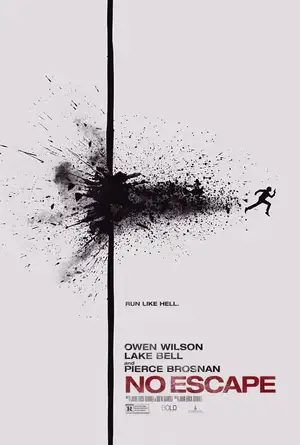 RUN LIKE HELL.
OWEN WILSON
LAKE BELL
and
PIERCE BROSNAN
NO ESCAPE
R
BOLD